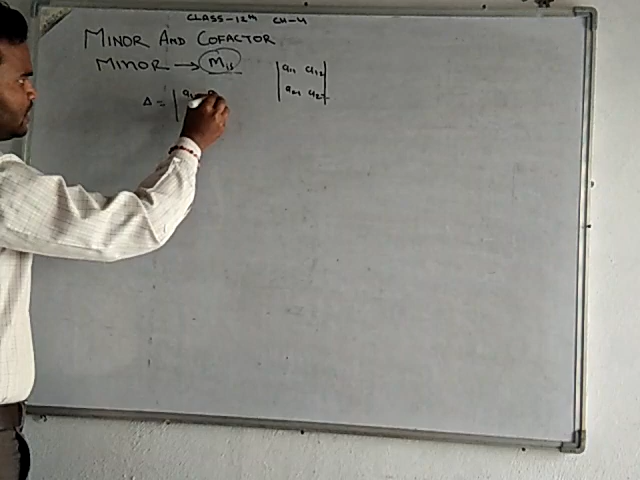 CLASS-12th CH-4
MINOR AND COFACTOR
MINOR → M₁₁
| a₁₁ a₁₂ |
| a₂₁ a₂₂ |
Δ = |